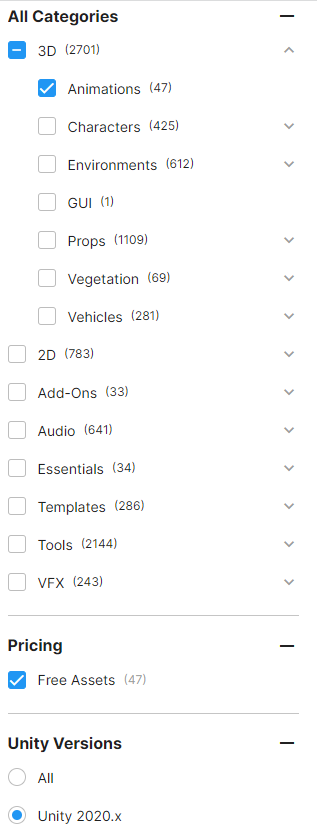 All Categories
3D (2701)
Animations (47)
Characters (425)
Environments (612)
GUI (1)
Props (1109)
Vegetation (69)
Vehicles (281)
2D (783)
Add-Ons (33)
Audio (641)
Essentials (34)
Templates (286)
Tools (2144)
VFX (243)
Pricing
Free Assets (47)
Unity Versions
All
Unity 2020.x